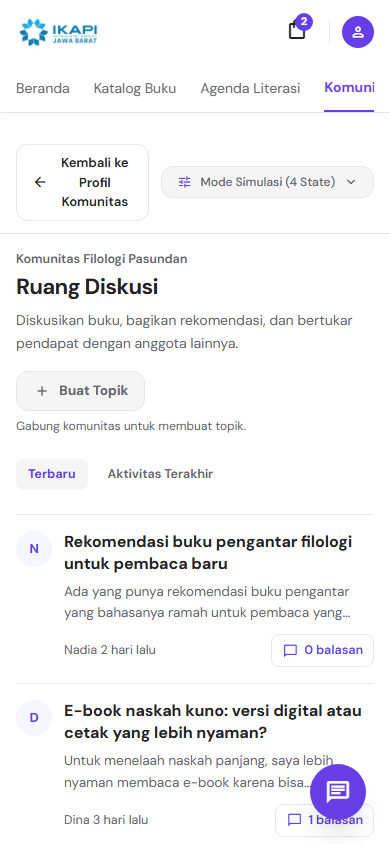 IKAPI
JAWA BARAT
2
Beranda
Katalog Buku
Agenda Literasi
Komuni
Kembali ke
Profil
Komunitas
Mode Simulasi (4 State)
Komunitas Filologi Pasundan
Ruang Diskusi
Diskusikan buku, bagikan rekomendasi, dan bertukar
pendapat dengan anggota lainnya.
Buat Topik
Gabung komunitas untuk membuat topik.
Terbaru
Aktivitas Terakhir
N
Rekomendasi buku pengantar filologi
untuk pembaca baru
Ada yang punya rekomendasi buku pengantar
yang bahasanya ramah untuk pembaca yang…
Nadia 2 hari lalu
0 balasan
D
E-book naskah kuno: versi digital atau
cetak yang lebih nyaman?
Untuk menelaah naskah panjang, saya lebih
nyaman membaca e-book karena bisa…
Dina 3 hari lalu
1 balasan